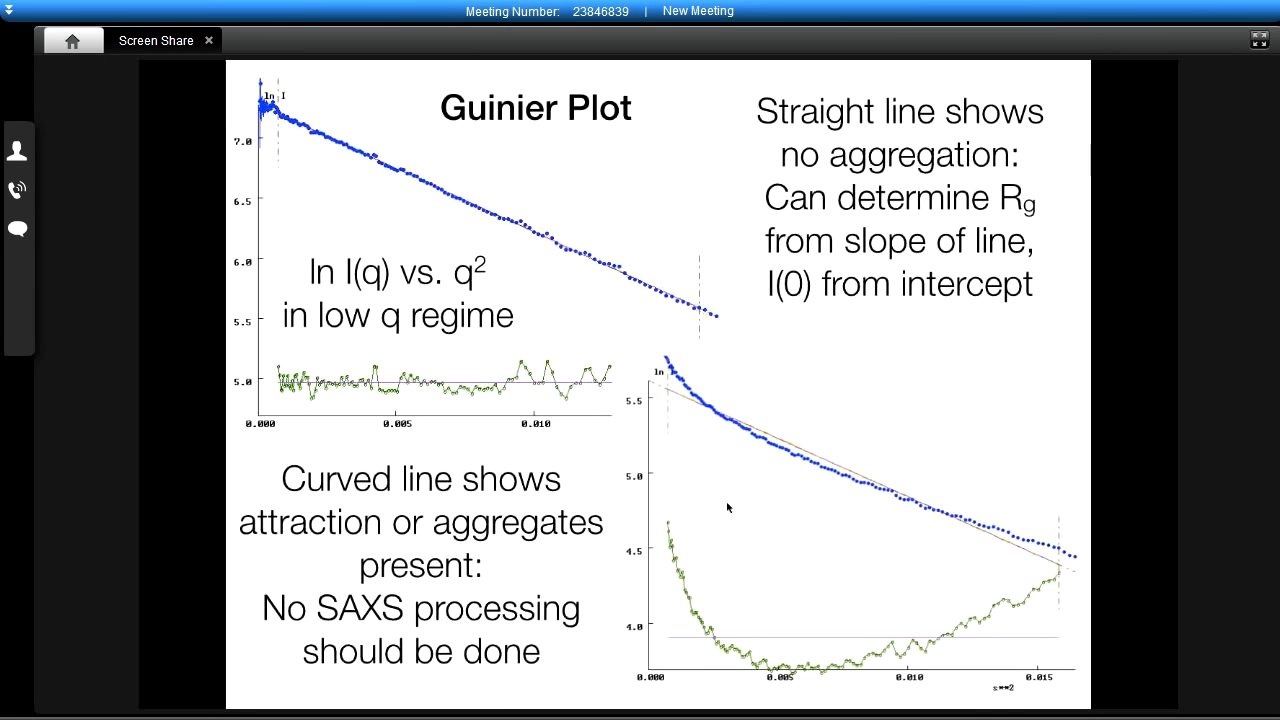 Meeting Number: 23846839 | New Meeting
Screen Share
Guinier Plot
ln I
7.0
6.5
6.0
5.5
5.0
0.000 0.005 0.010
ln I(q) vs. q²
in low q regime
Straight line shows
no aggregation:
Can determine Rg
from slope of line,
I(0) from intercept
Curved line shows
attraction or aggregates
present:
No SAXS processing
should be done
ln
5.5
5.0
4.5
4.0
0.000 0.005 0.010 0.015
s**2